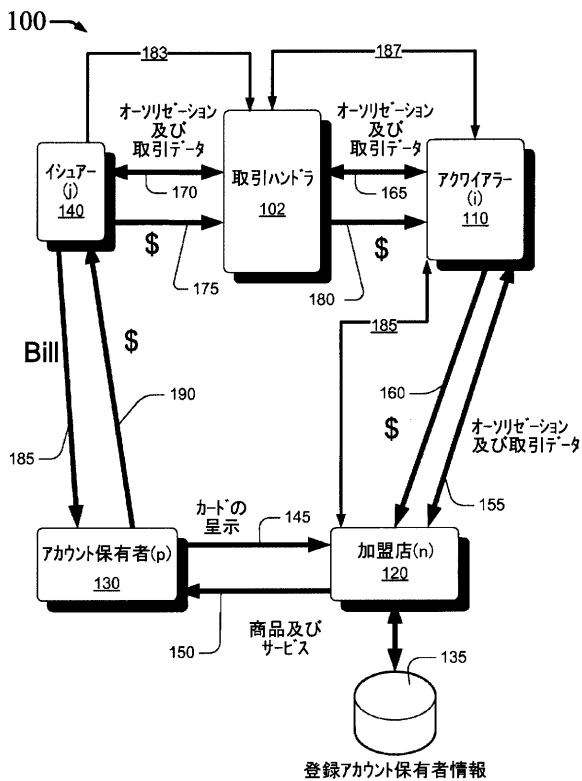 100
183
187
オーソリゼーション
及び
取引データ
オーソリゼーション
及び
取引データ
イシュアー
(j)
140
170
取引ハンドラ
102
165
アクワイアラー
(i)
110
$
175
$
180
185
Bill
$
190
160
$
オーソリゼーション
及び取引データ
155
185
カードの
呈示
145
アカウント保有者(p)
130
加盟店(n)
120
150
商品及び
サービス
135
登録アカウント保有者情報